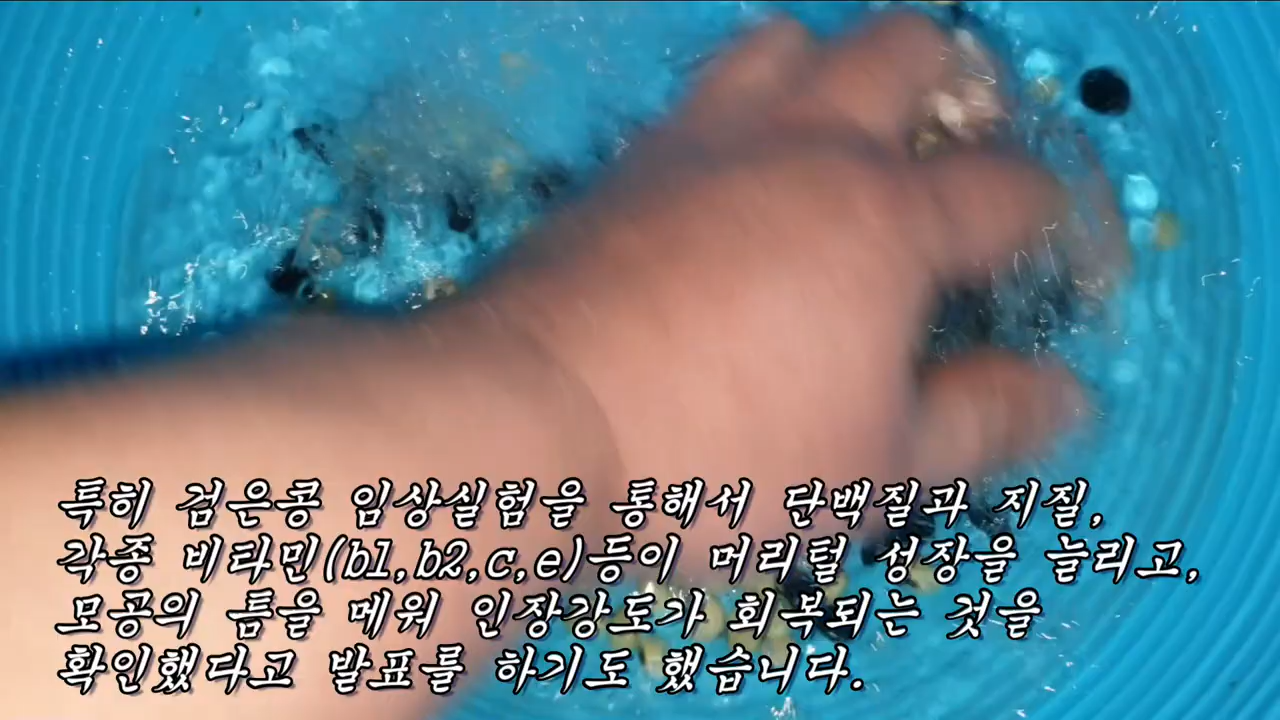 특히 검은콩 임상실험을 통해서 단백질과 지질,
각종 비타민(b1,b2,c,e)등이 머리털 성장을 늘리고,
모공의 틈을 메워 인장강도가 회복되는 것을
확인했다고 발표를 하기도 했습니다.